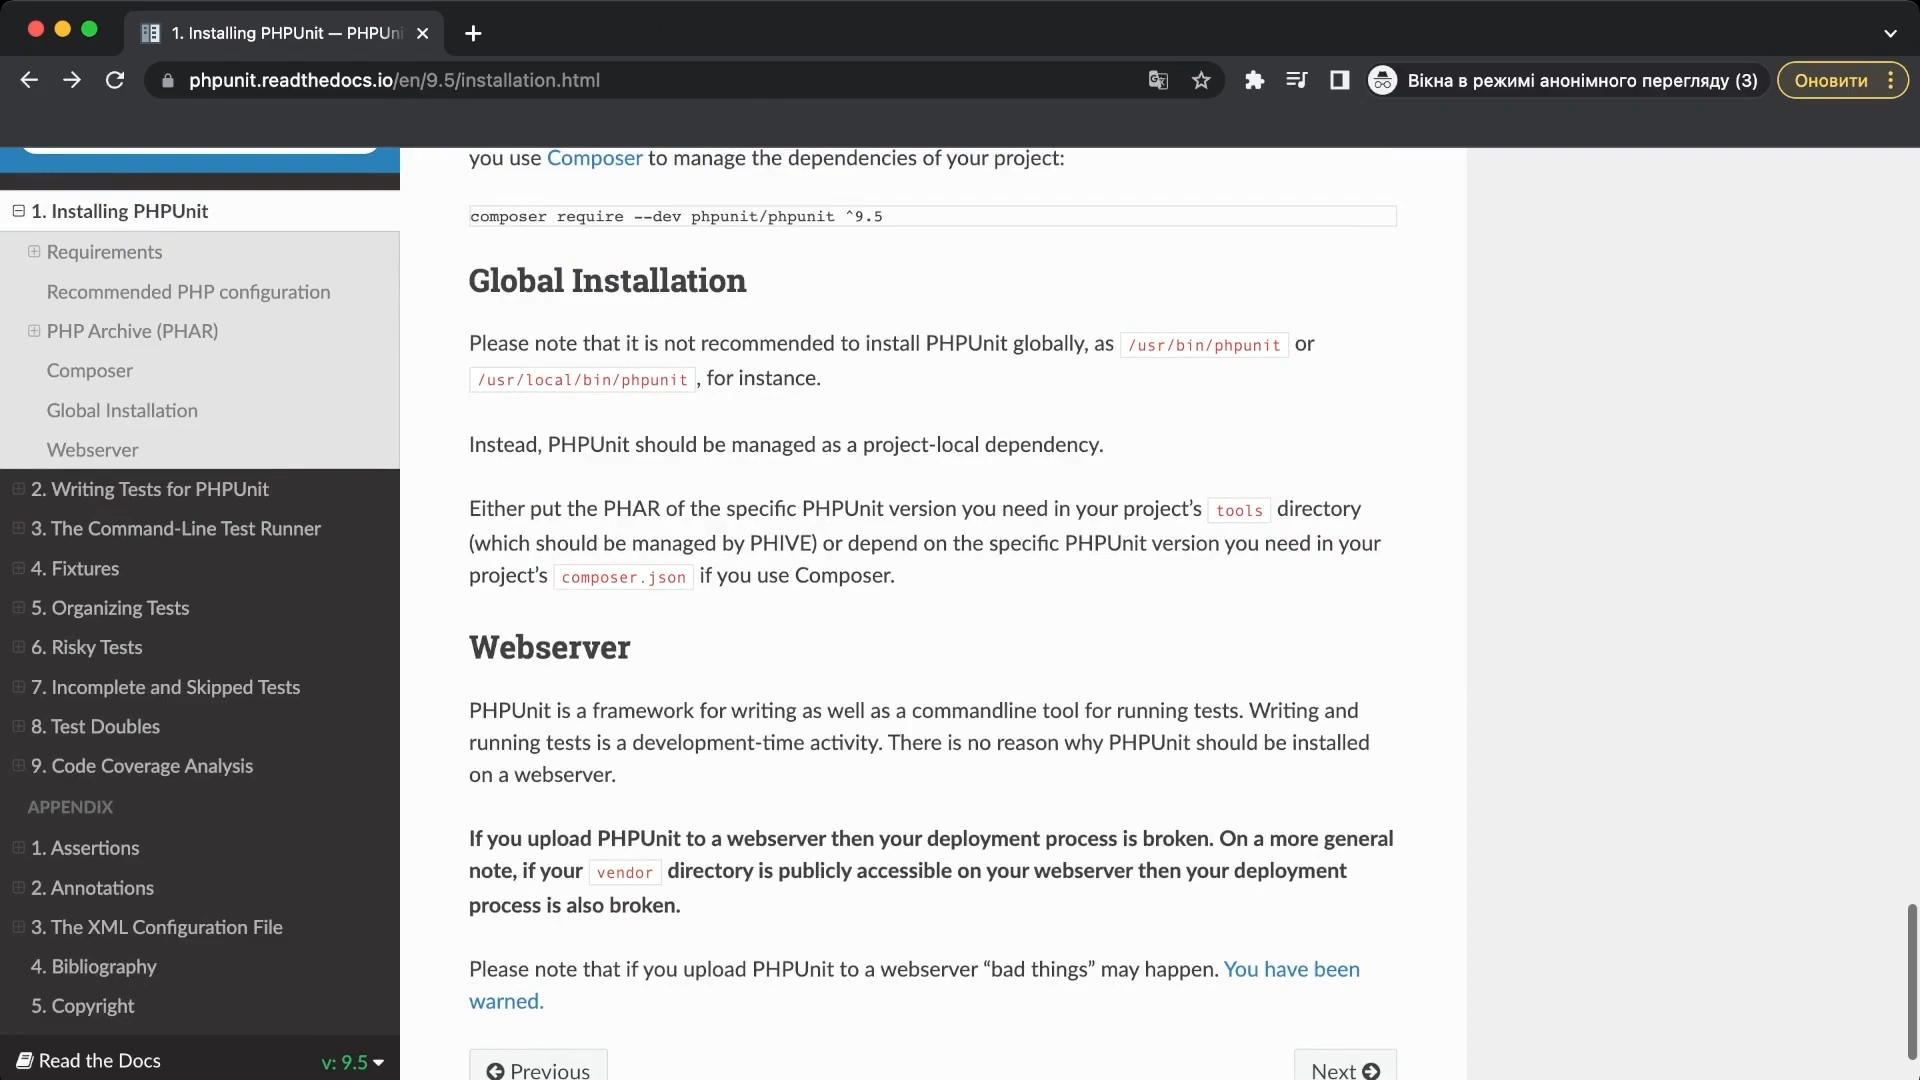 1. Installing PHPUnit — PHPUni
phpunit.readthedocs.io/en/9.5/installation.html
Вікна в режимі анонімного перегляду (3)
Оновити
1. Installing PHPUnit
Requirements
Recommended PHP configuration
PHP Archive (PHAR)
Composer
Global Installation
Webserver
2. Writing Tests for PHPUnit
3. The Command-Line Test Runner
4. Fixtures
5. Organizing Tests
6. Risky Tests
7. Incomplete and Skipped Tests
8. Test Doubles
9. Code Coverage Analysis
APPENDIX
1. Assertions
2. Annotations
3. The XML Configuration File
4. Bibliography
5. Copyright
Read the Docs
v: 9.5
you use Composer to manage the dependencies of your project:
composer require --dev phpunit/phpunit ^9.5
Global Installation
Please note that it is not recommended to install PHPUnit globally, as /usr/bin/phpunit or
/usr/local/bin/phpunit , for instance.
Instead, PHPUnit should be managed as a project-local dependency.
Either put the PHAR of the specific PHPUnit version you need in your project’s tools directory
(which should be managed by PHIVE) or depend on the specific PHPUnit version you need in your
project’s composer.json if you use Composer.
Webserver
PHPUnit is a framework for writing as well as a commandline tool for running tests. Writing and
running tests is a development-time activity. There is no reason why PHPUnit should be installed
on a webserver.
If you upload PHPUnit to a webserver then your deployment process is broken. On a more general
note, if your vendor directory is publicly accessible on your webserver then your deployment
process is also broken.
Please note that if you upload PHPUnit to a webserver “bad things” may happen. You have been
warned.
Previous
Next